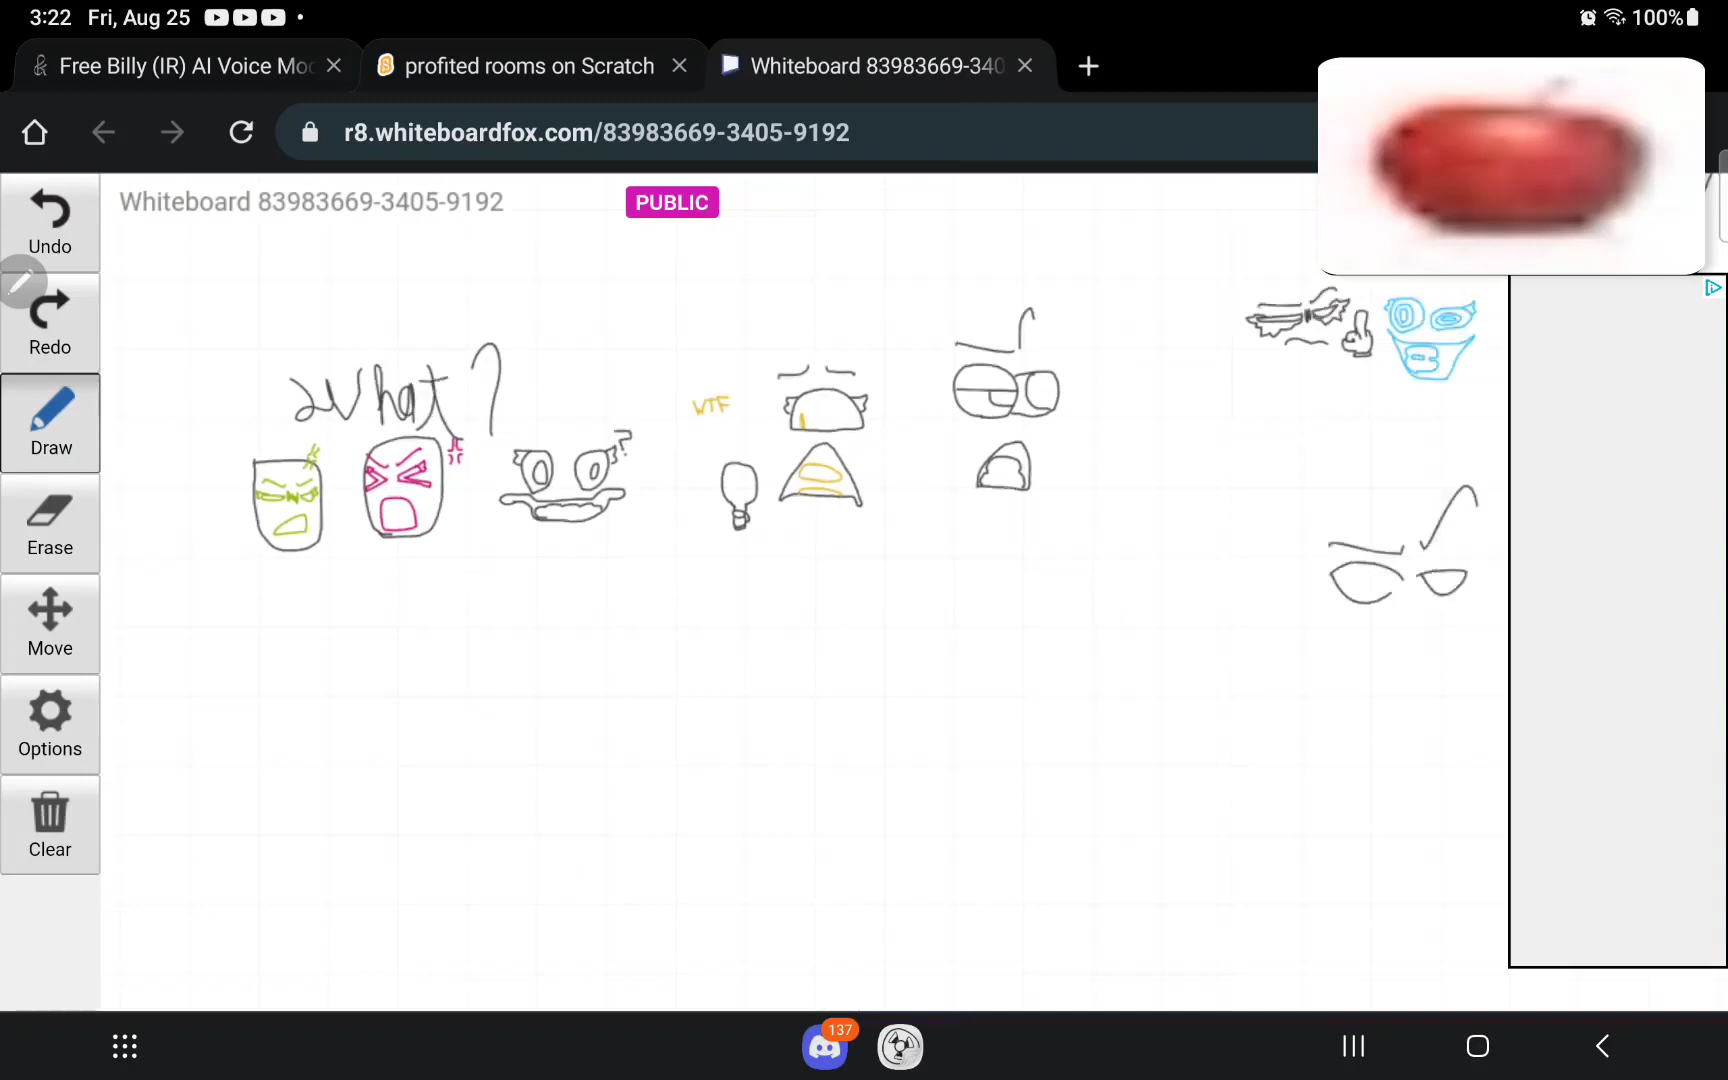 3:22 Fri, Aug 25
100%
Free Billy (IR) AI Voice Mo
profited rooms on Scratch
Whiteboard 83983669-340
r8.whiteboardfox.com/83983669-3405-9192
Whiteboard 83983669-3405-9192
PUBLIC
Undo
Redo
Draw
Erase
Move
Options
Clear
What?
WTF
?
137